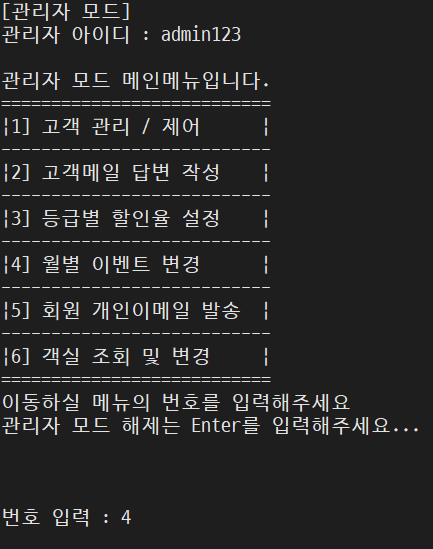 [관리자 모드]
관리자 아이디 : admin123
관리자 모드 메인메뉴입니다.
===========================
¦1] 고객 관리 / 제어      ¦
---------------------------
¦2] 고객메일 답변 작성    ¦
---------------------------
¦3] 등급별 할인율 설정    ¦
---------------------------
¦4] 월별 이벤트 변경      ¦
---------------------------
¦5] 회원 개인이메일 발송  ¦
---------------------------
¦6] 객실 조회 및 변경     ¦
===========================
이동하실 메뉴의 번호를 입력해주세요
관리자 모드 해제는 Enter를 입력해주세요...
번호 입력 : 4